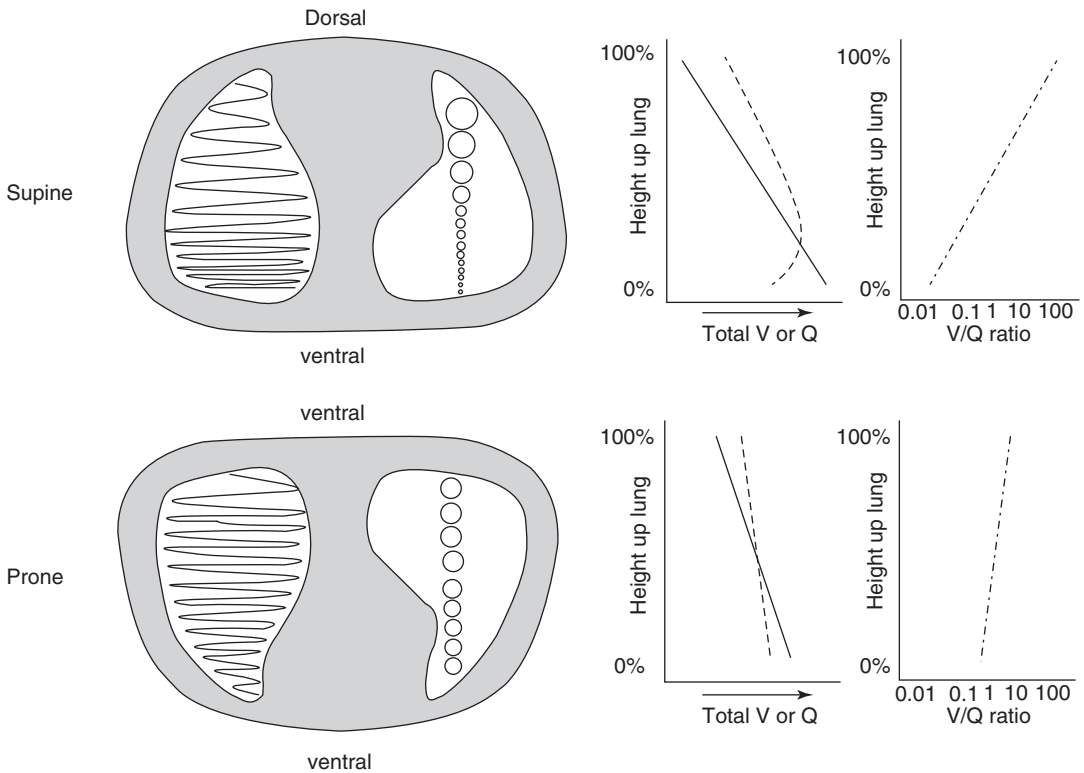 Dorsal
Supine
ventral
100%
Height up lung
0%
Total V or Q
100%
Height up lung
0%
0.01 0.1 1 10 100
V/Q ratio
ventral
Prone
ventral
100%
Height up lung
0%
Total V or Q
100%
Height up lung
0%
0.01 0.1 1 10 100
V/Q ratio